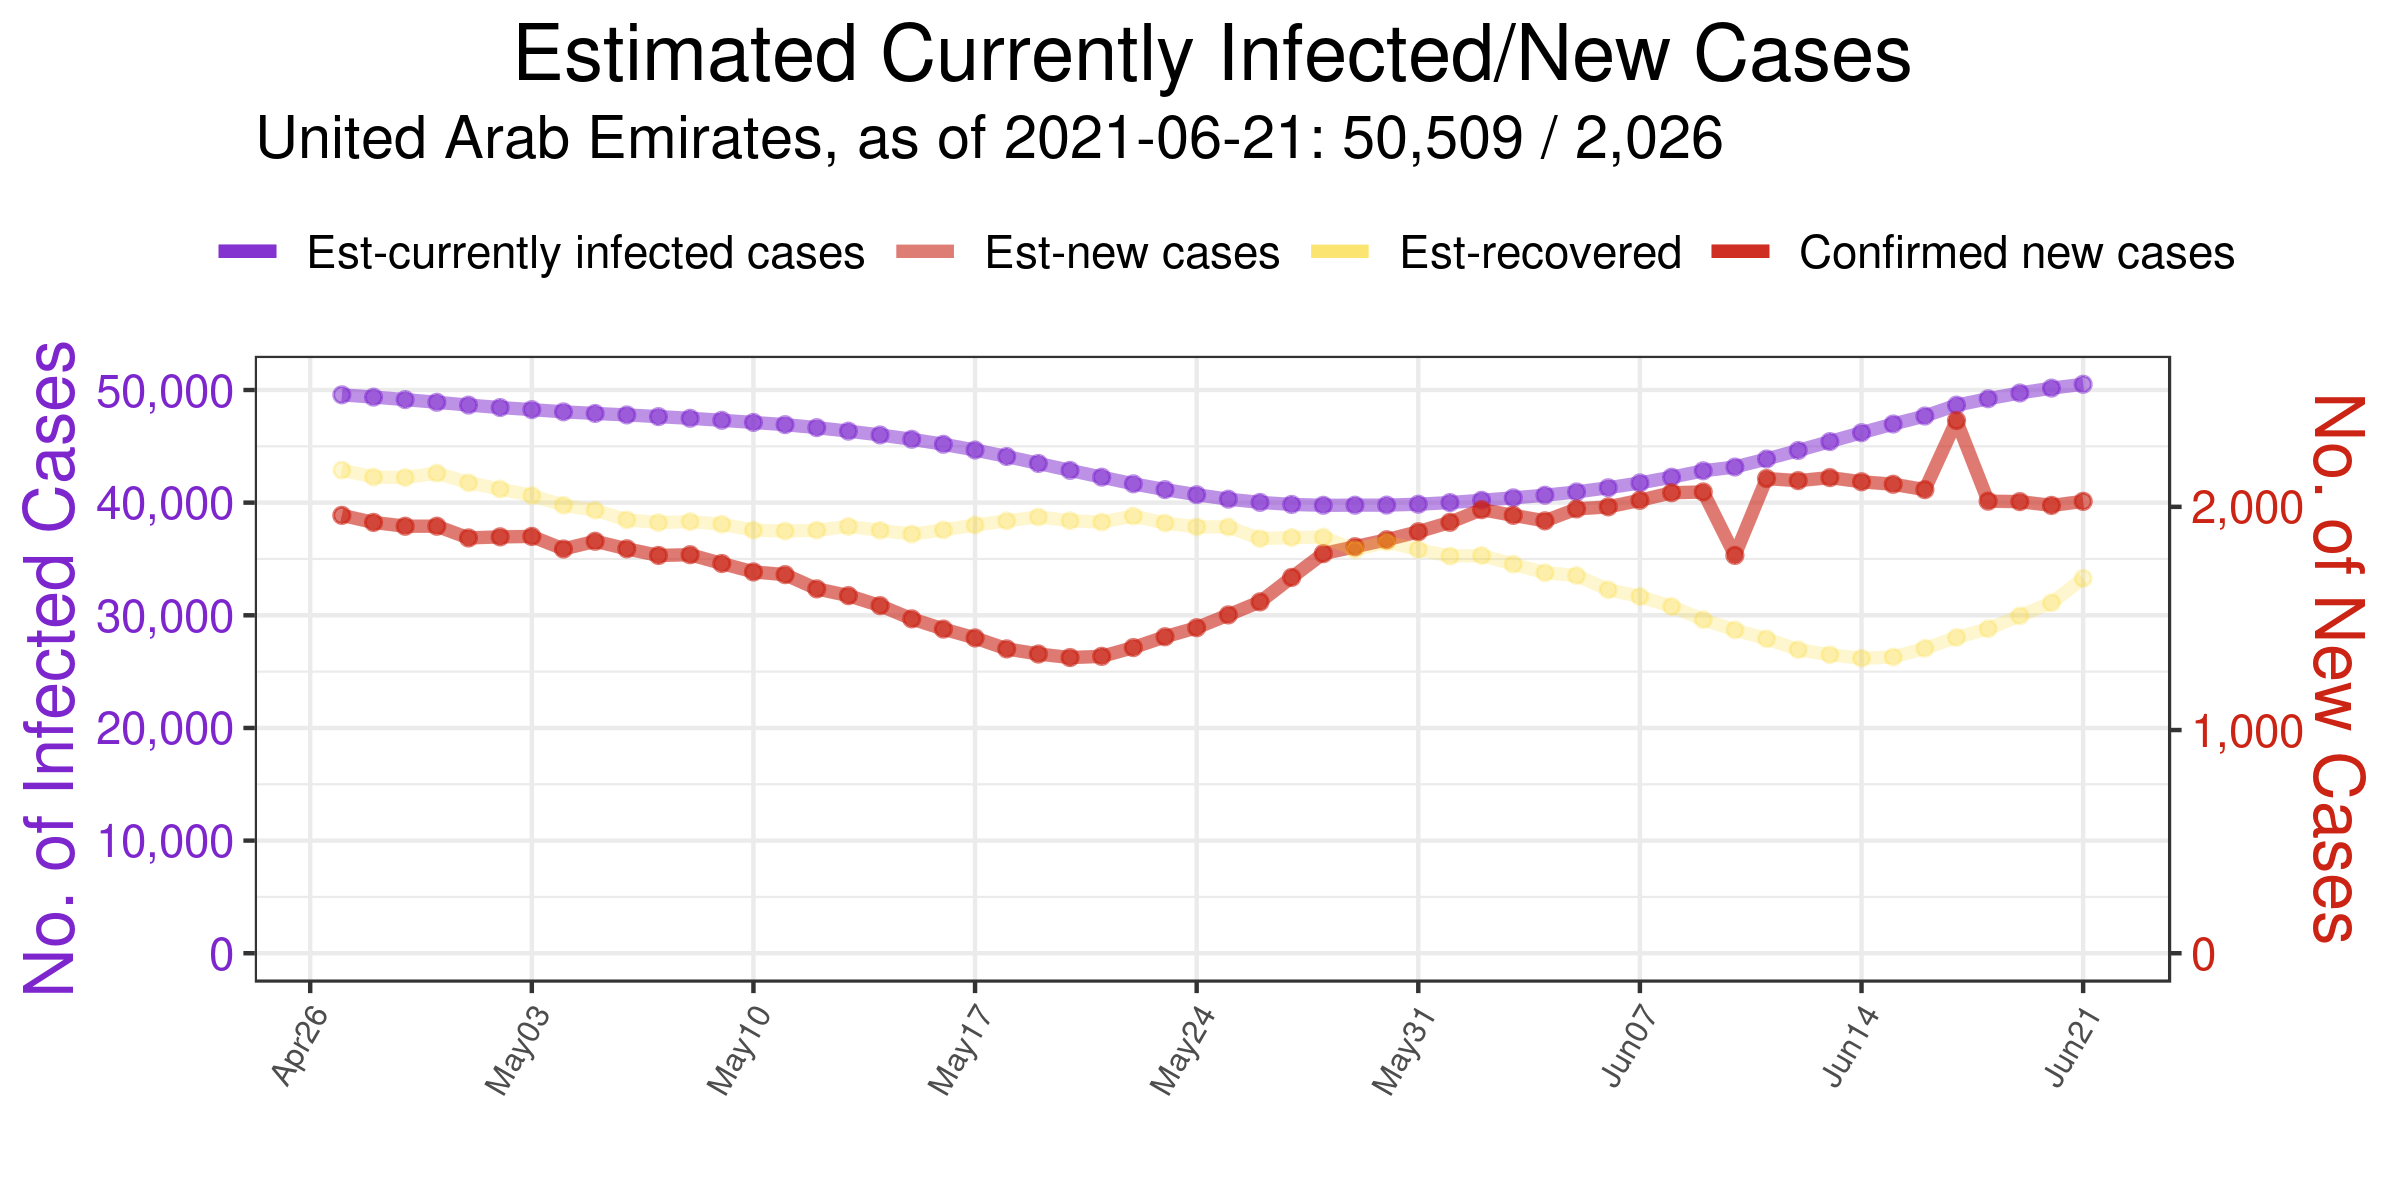 Estimated Currently Infected/New Cases
United Arab Emirates, as of 2021-06-21: 50,509 / 2,026
Est-currently infected cases Est-new cases Est-recovered Confirmed new cases
No. of Infected Cases
50,000
40,000
30,000
20,000
10,000
0
No. of New Cases
2,000
1,000
0
Apr26 May03 May10 May17 May24 May31 Jun07 Jun14 Jun21